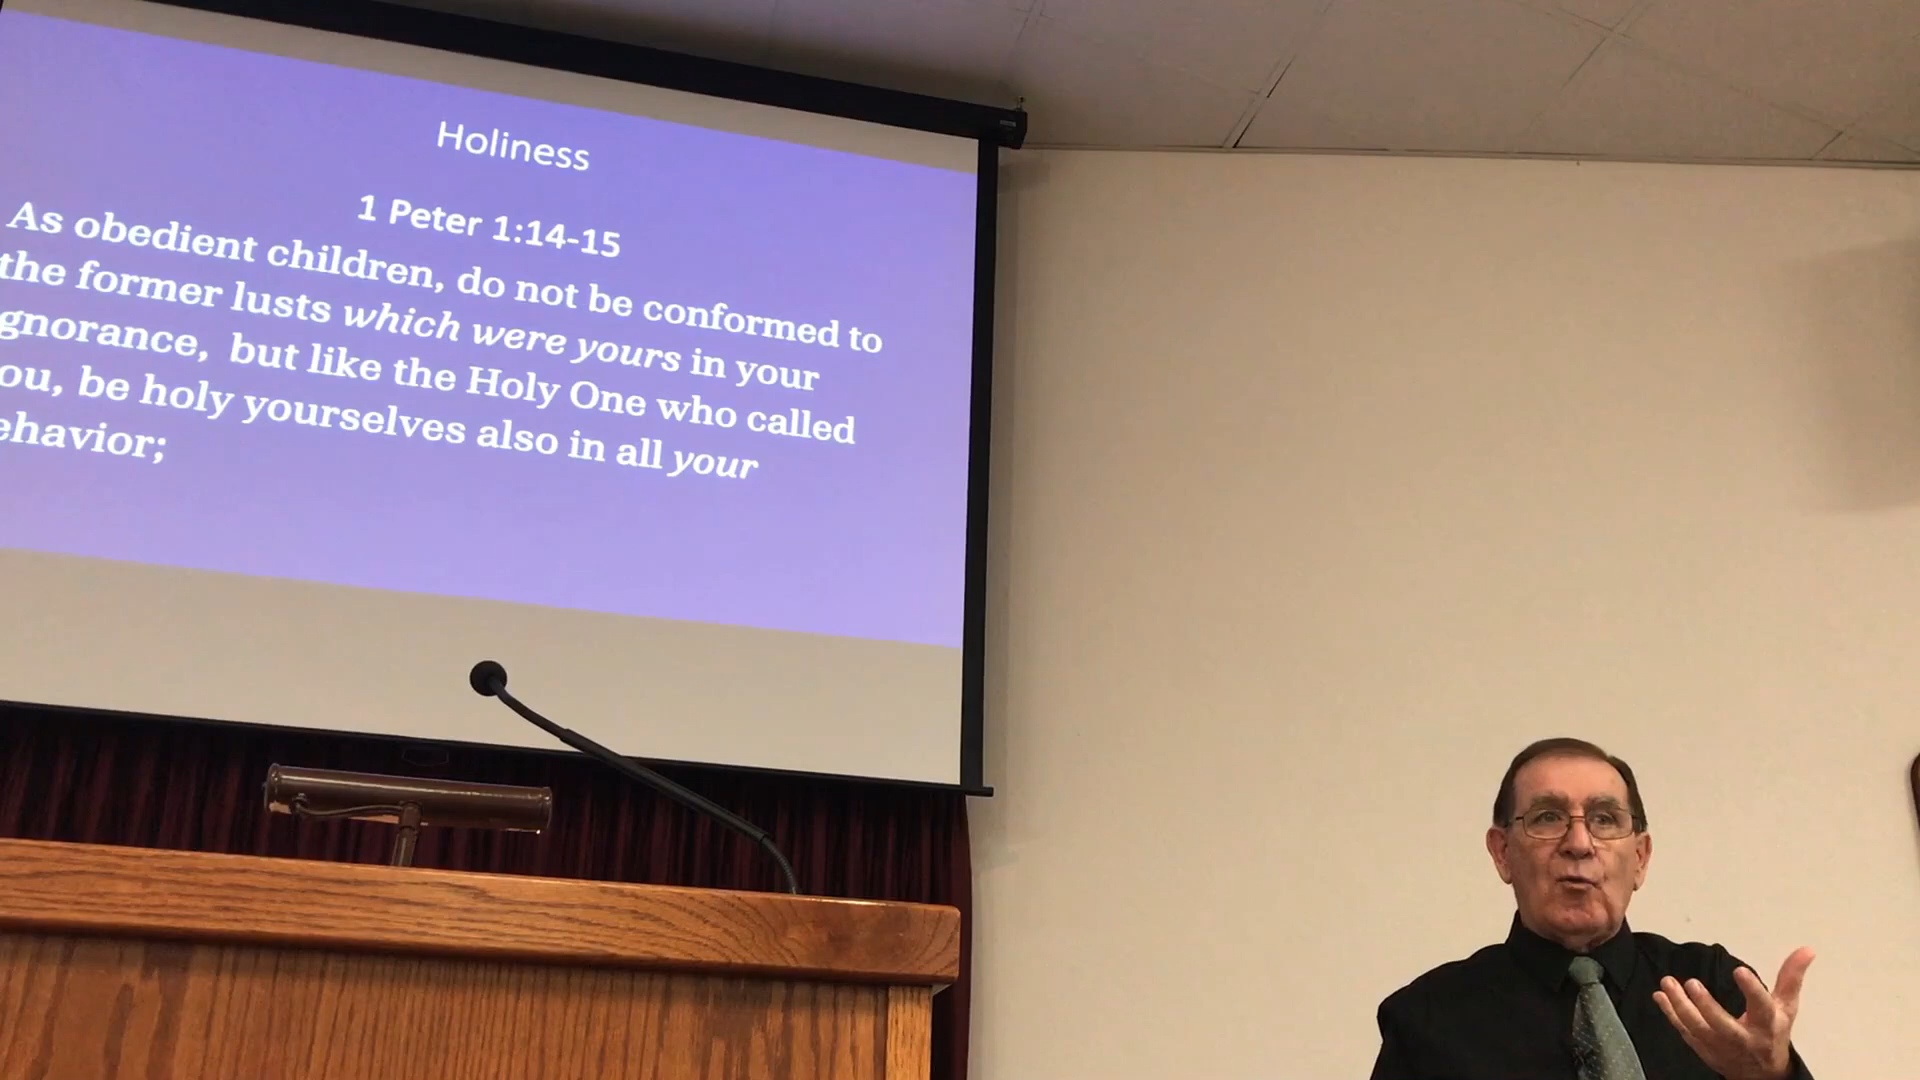 Holiness
1 Peter 1:14-15
As obedient children, do not be conformed to
the former lusts which were yours in your
gnorance, but like the Holy One who called
ou, be holy yourselves also in all your
ehavior;